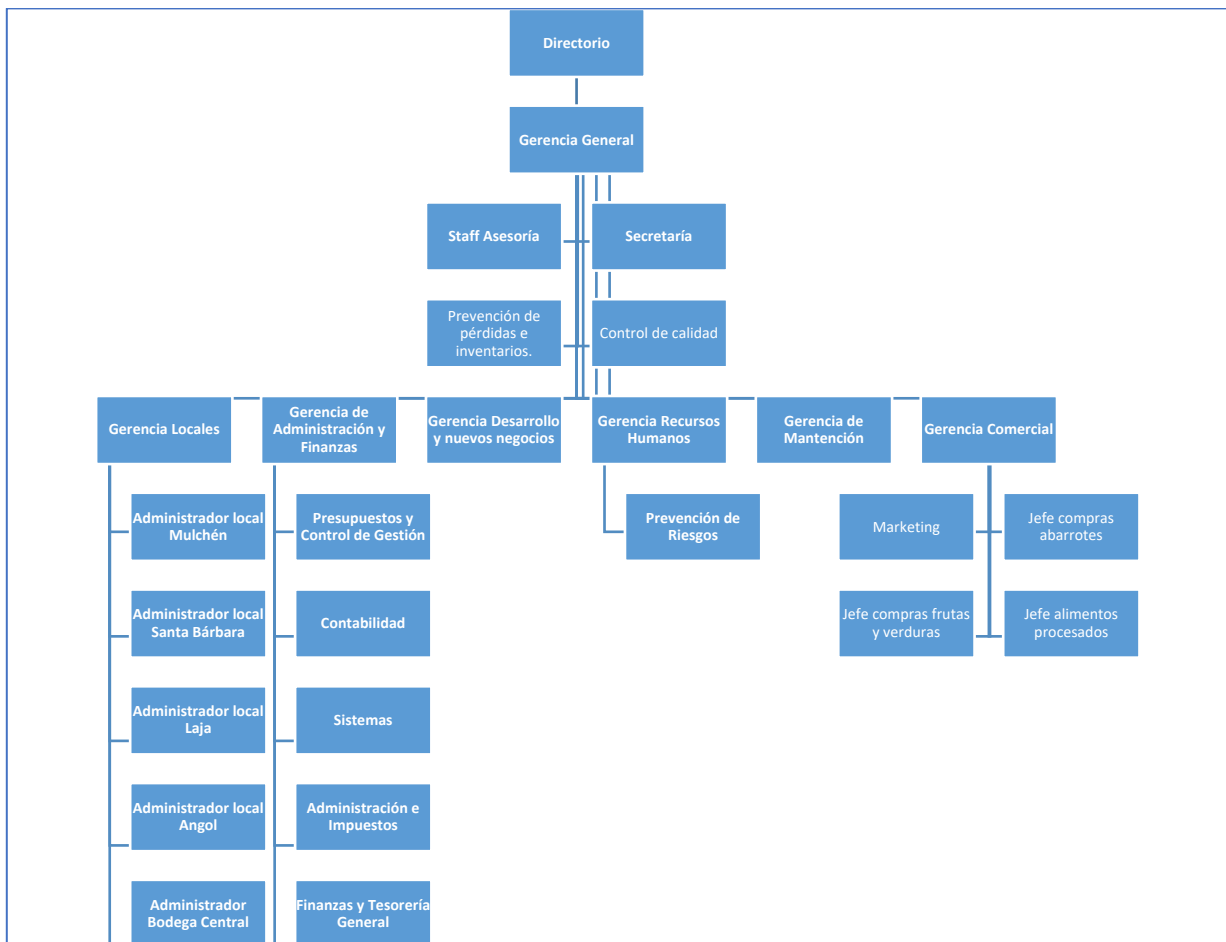 Directorio
Gerencia General
Staff Asesoría
Secretaría
Prevención de
pérdidas e
inventarios.
Control de calidad
Gerencia Locales
Gerencia de
Administración y
Finanzas
Gerencia Desarrollo
y nuevos negocios
Gerencia Recursos
Humanos
Gerencia de
Mantención
Gerencia Comercial
Administrador local
Mulchén
Presupuestos y
Control de Gestión
Prevención de
Riesgos
Marketing
Jefe compras
abarrotes
Administrador local
Santa Bárbara
Contabilidad
Jefe compras frutas
y verduras
Jefe alimentos
procesados
Administrador local
Laja
Sistemas
Administrador local
Angol
Administración e
Impuestos
Administrador
Bodega Central
Finanzas y Tesorería
General